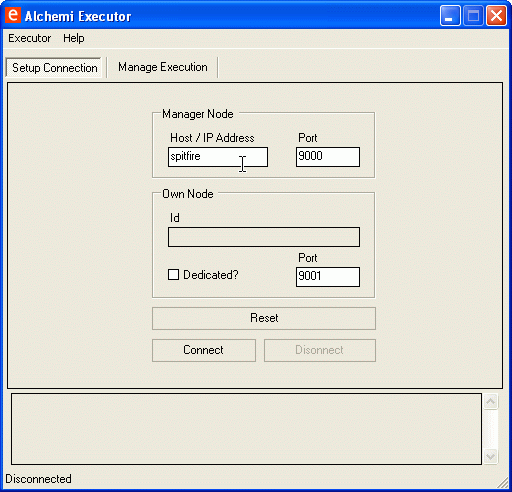 e Alchemi Executor
Executor Help
Setup Connection Manage Execution
Manager Node
Host / IP Address Port
spitfire 9000
Own Node
Id
Port
Dedicated? 9001
Reset
Connect Disonnect
Disconnected